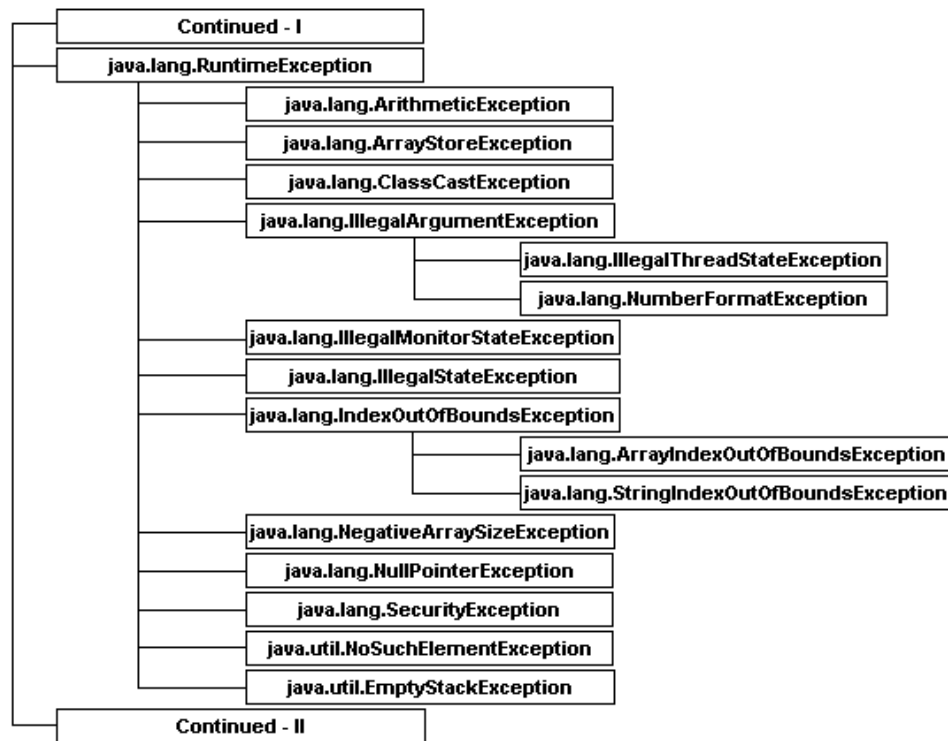 Continued - I
java.lang.RuntimeException
java.lang.ArithmeticException
java.lang.ArrayStoreException
java.lang.ClassCastException
java.lang.IllegalArgumentException
java.lang.IllegalThreadStateException
java.lang.NumberFormatException
java.lang.IllegalMonitorStateException
java.lang.IllegalStateException
java.lang.IndexOutOfBoundsException
java.lang.ArrayIndexOutOfBoundsException
java.lang.StringIndexOutOfBoundsException
java.lang.NegativeArraySizeException
java.lang.NullPointerException
java.lang.SecurityException
java.util.NoSuchElementException
java.util.EmptyStackException
Continued - II